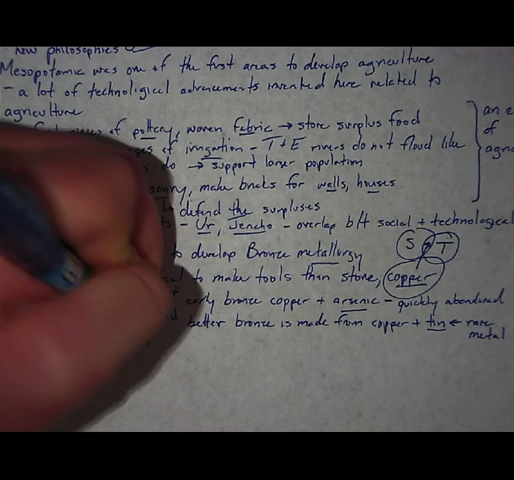 new philosophies
Mesopotamia was one of the first areas to develop agriculture
- a lot of technological advancements invented here related to
agriculture
of pottery, woven fabric → store surplus food
of irrigation - T+E rivers do not flood like
do → support larger population
make bricks for walls, houses
defend the surpluses
- Ur, Jericho - overlap b/t social + technological
S T
to develop Bronze metallurgy
to make tools than stone, copper
early bronze copper + arsenic - quickly abandoned
better bronze is made from copper + tin ← rare
metal
an e
of